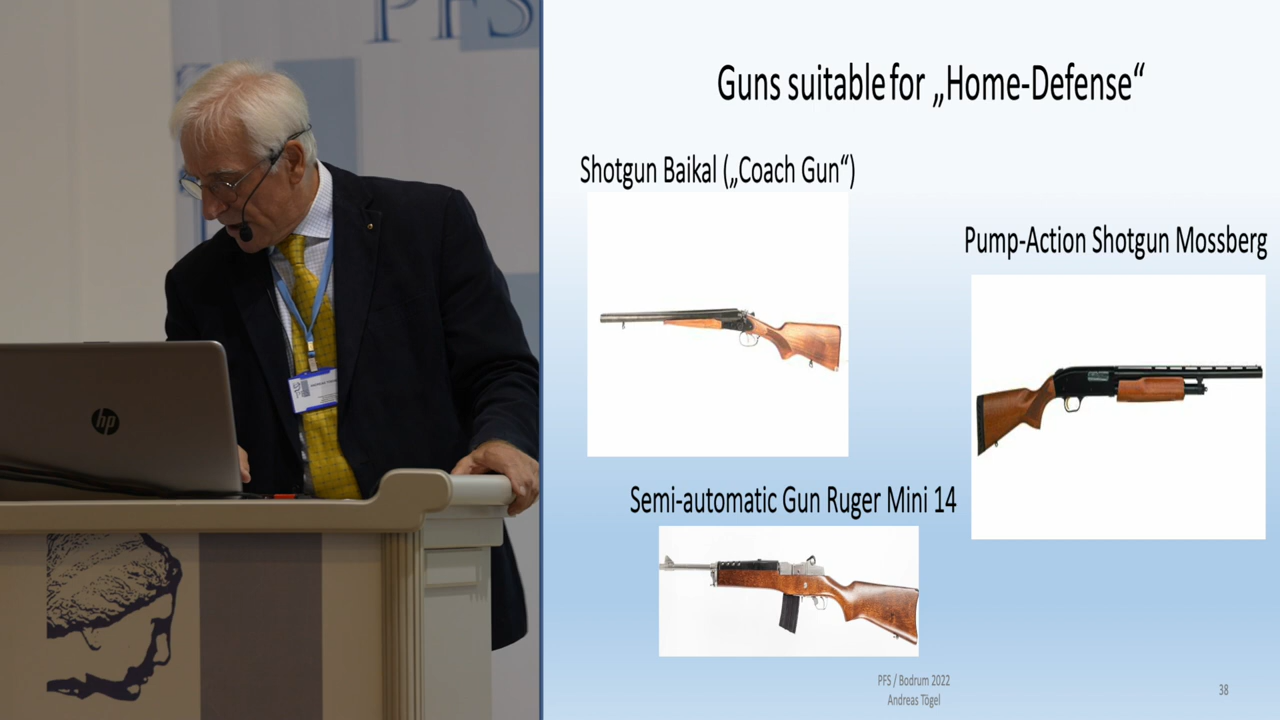 PFS
hp
Guns suitable for „Home-Defense“
Shotgun Baikal („Coach Gun“)
Pump-Action Shotgun Mossberg
Semi-automatic Gun Ruger Mini 14
PFS / Bodrum 2022
Andreas Tögel
38